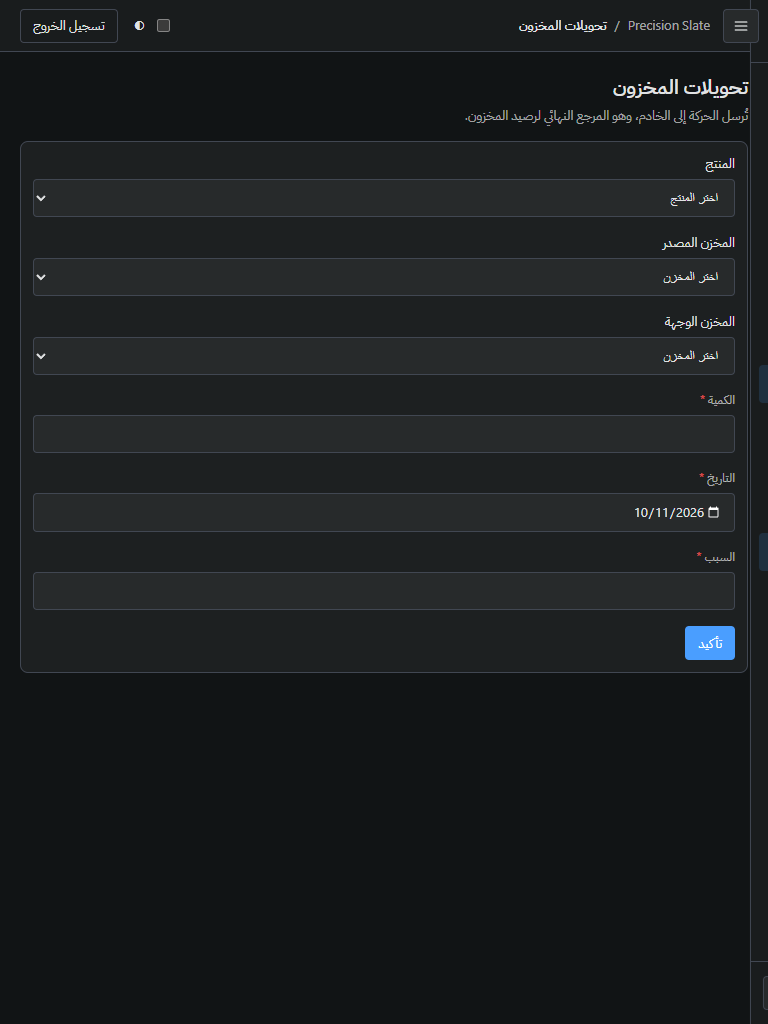 Precision Slate / تحويلات المخزون
تسجيل الخروج
تحويلات المخزون
تُرسل الحركة إلى الخادم، وهو المرجع النهائي لرصيد المخزون.
المنتج
اختر المنتج
المخزن المصدر
اختر المخزن
المخزن الوجهة
اختر المخزن
الكمية *
التاريخ *
10/11/2026
السبب *
تأكيد